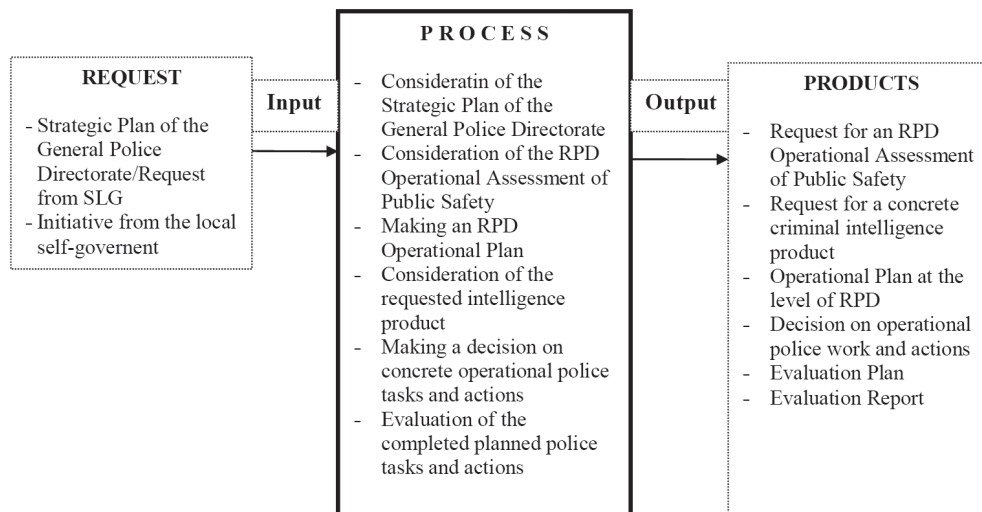 REQUEST
- Strategic Plan of the
General Police
Directorate/Request
from SLG
- Initiative from the local
self-governent
Input
P R O C E S S
- Consideratin of the
Strategic Plan of the
General Police Directorate
- Consideration of the RPD
Operational Assessment of
Public Safety
- Making an RPD
Operational Plan
- Consideration of the
requested intelligence
product
- Making a decision on
concrete operational police
tasks and actions
- Evaluation of the
completed planned police
tasks and actions
Output
PRODUCTS
- Request for an RPD
Operational Assessment
of Public Safety
- Request for a concrete
criminal intelligence
product
- Operational Plan at the
level of RPD
- Decision on operational
police work and actions
- Evaluation Plan
- Evaluation Report